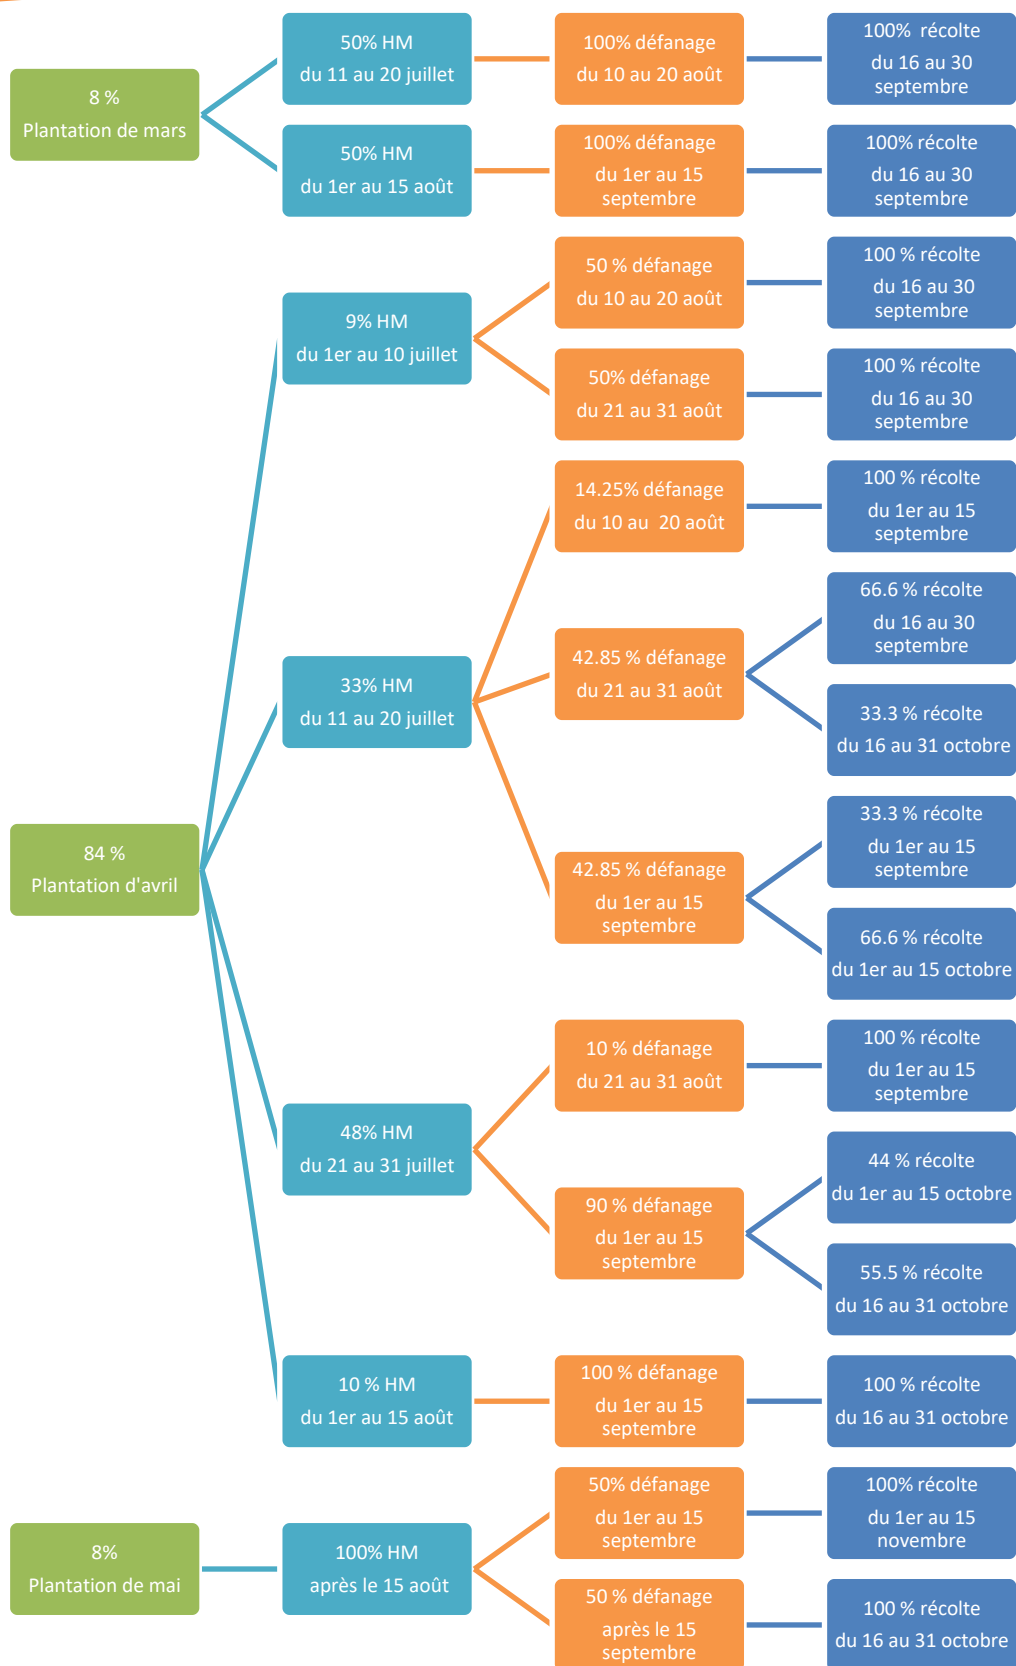 8 %
Plantation de mars
50% HM
du 11 au 20 juillet
100% défanage
du 10 au 20 août
100% récolte
du 16 au 30
septembre
50% HM
du 1er au 15 août
100% défanage
du 1er au 15
septembre
100% récolte
du 16 au 30
septembre
84 %
Plantation d'avril
9% HM
du 1er au 10 juillet
50 % défanage
du 10 au 20 août
100 % récolte
du 16 au 30
septembre
50% défanage
du 21 au 31 août
100 % récolte
du 16 au 30
septembre
33% HM
du 11 au 20 juillet
14.25% défanage
du 10 au 20 août
100 % récolte
du 1er au 15
septembre
42.85 % défanage
du 21 au 31 août
66.6 % récolte
du 16 au 30
septembre
33.3 % récolte
du 16 au 31 octobre
42.85 % défanage
du 1er au 15
septembre
33.3 % récolte
du 1er au 15
septembre
66.6 % récolte
du 1er au 15 octobre
48% HM
du 21 au 31 juillet
10 % défanage
du 21 au 31 août
100 % récolte
du 1er au 15
septembre
90 % défanage
du 1er au 15
septembre
44 % récolte
du 1er au 15 octobre
55.5 % récolte
du 16 au 31 octobre
10 % HM
du 1er au 15 août
100 % défanage
du 1er au 15
septembre
100 % récolte
du 16 au 31 octobre
8%
Plantation de mai
100% HM
après le 15 août
50% défanage
du 1er au 15
septembre
100% récolte
du 1er au 15
novembre
50 % défanage
après le 15
septembre
100 % récolte
du 16 au 31 octobre